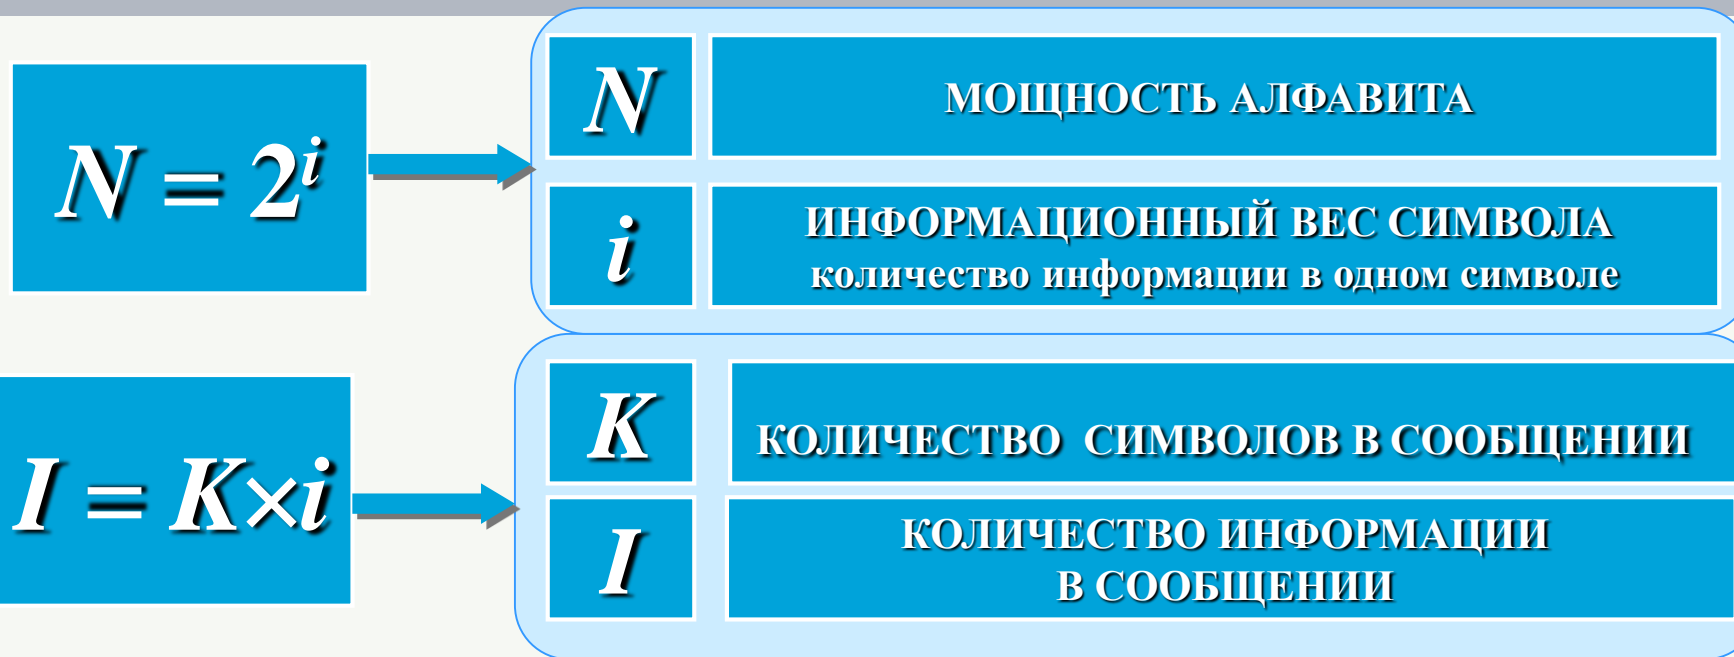 N = 2ⁱ
N
МОЩНОСТЬ АЛФАВИТА
i
ИНФОРМАЦИОННЫЙ ВЕС СИМВОЛА
количество информации в одном символе
I = K×i
K
КОЛИЧЕСТВО СИМВОЛОВ В СООБЩЕНИИ
I
КОЛИЧЕСТВО ИНФОРМАЦИИ
В СООБЩЕНИИ